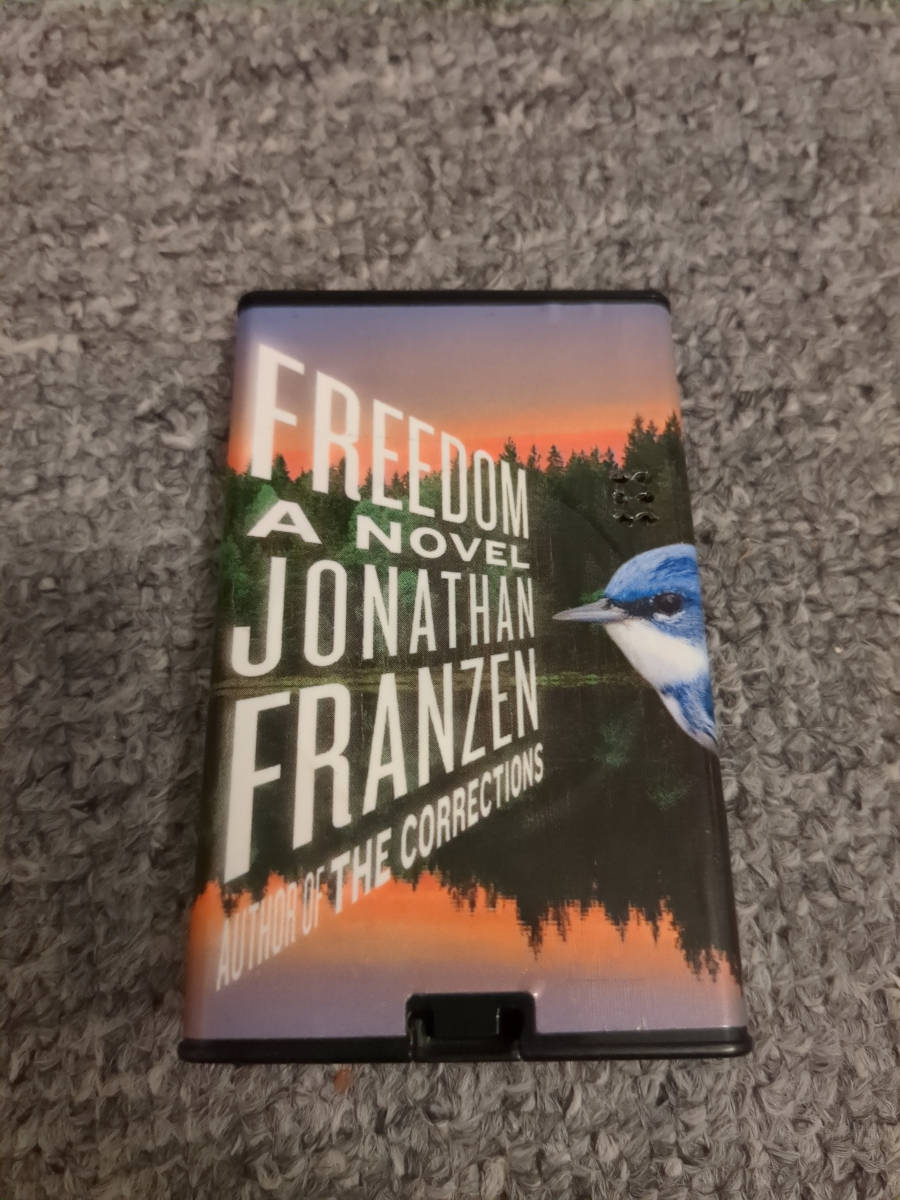 FREEDOM
A NOVEL
JONATHAN
FRANZEN
AUTHOR OF THE CORRECTIONS